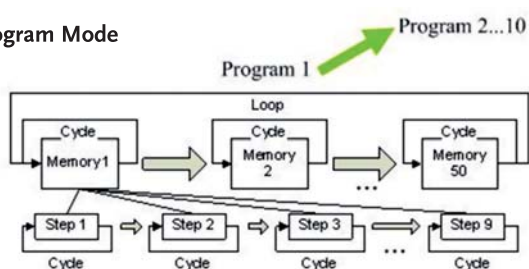 ogram Mode
Program 2...10
Program 1
Loop
Cycle Cycle Cycle
Memory1 Memory 2 ... Memory 50
Step 1 Step 2 Step 3 ... Step 9
Cycle Cycle Cycle Cycle